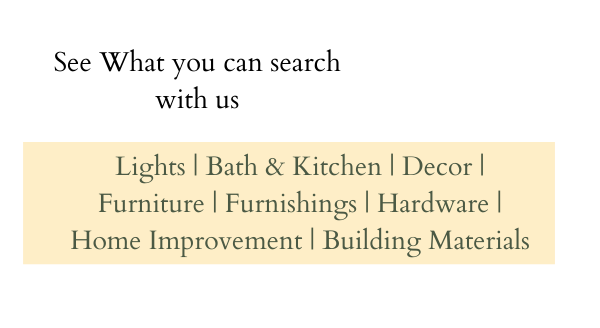 See What you can search
with us
Lights | Bath & Kitchen | Decor |
Furniture | Furnishings | Hardware |
Home Improvement | Building Materials